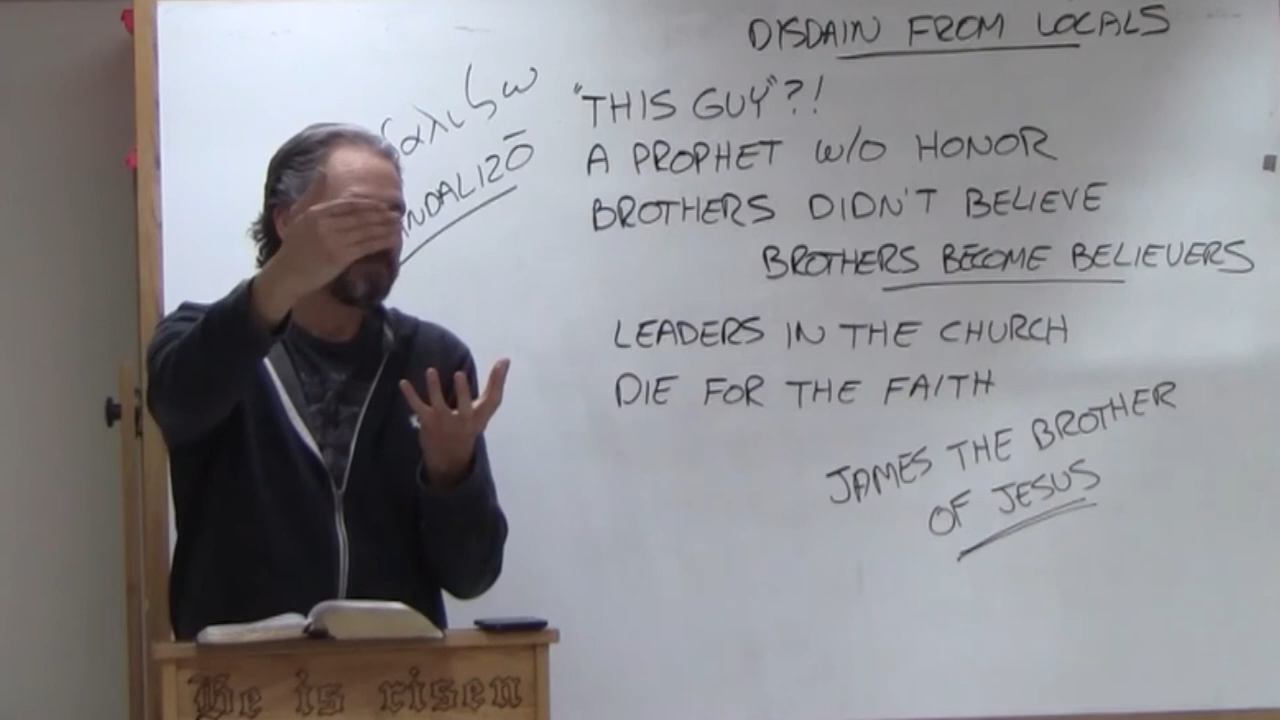 DISDAIN FROM LOCALS
"THIS GUY"?!
A PROPHET W/O HONOR
BROTHERS DIDN'T BELIEVE
BROTHERS BECOME BELIEVERS
LEADERS IN THE CHURCH
DIE FOR THE FAITH
JAMES THE BROTHER
OF JESUS
He is risen